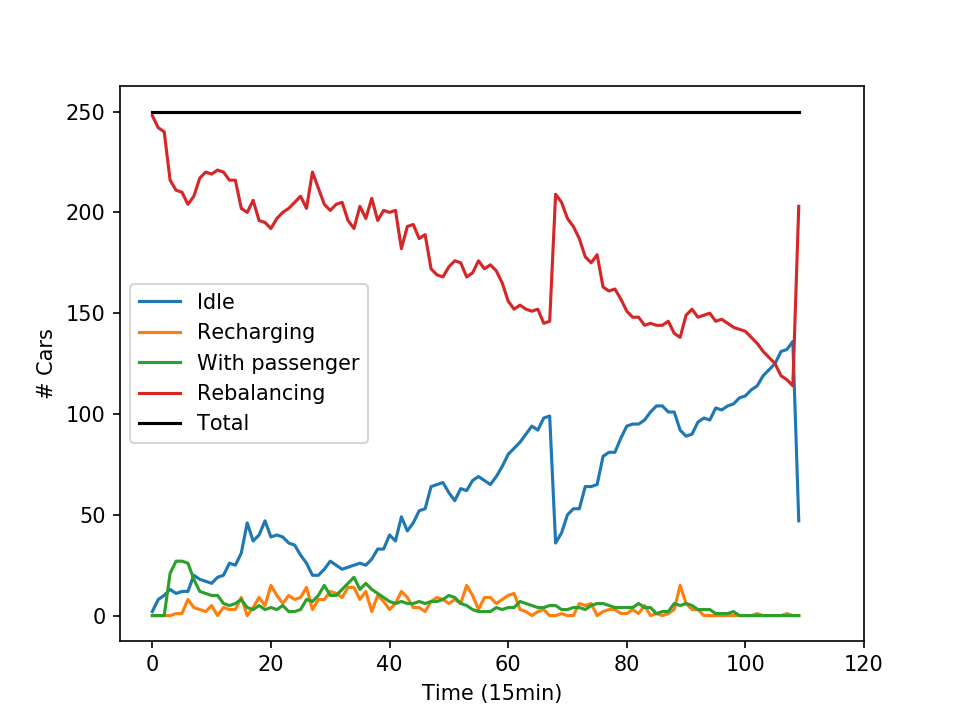 250
200
150
100
50
0
# Cars
Idle
Recharging
With passenger
Rebalancing
Total
0 20 40 60 80 100 120
Time (15min)